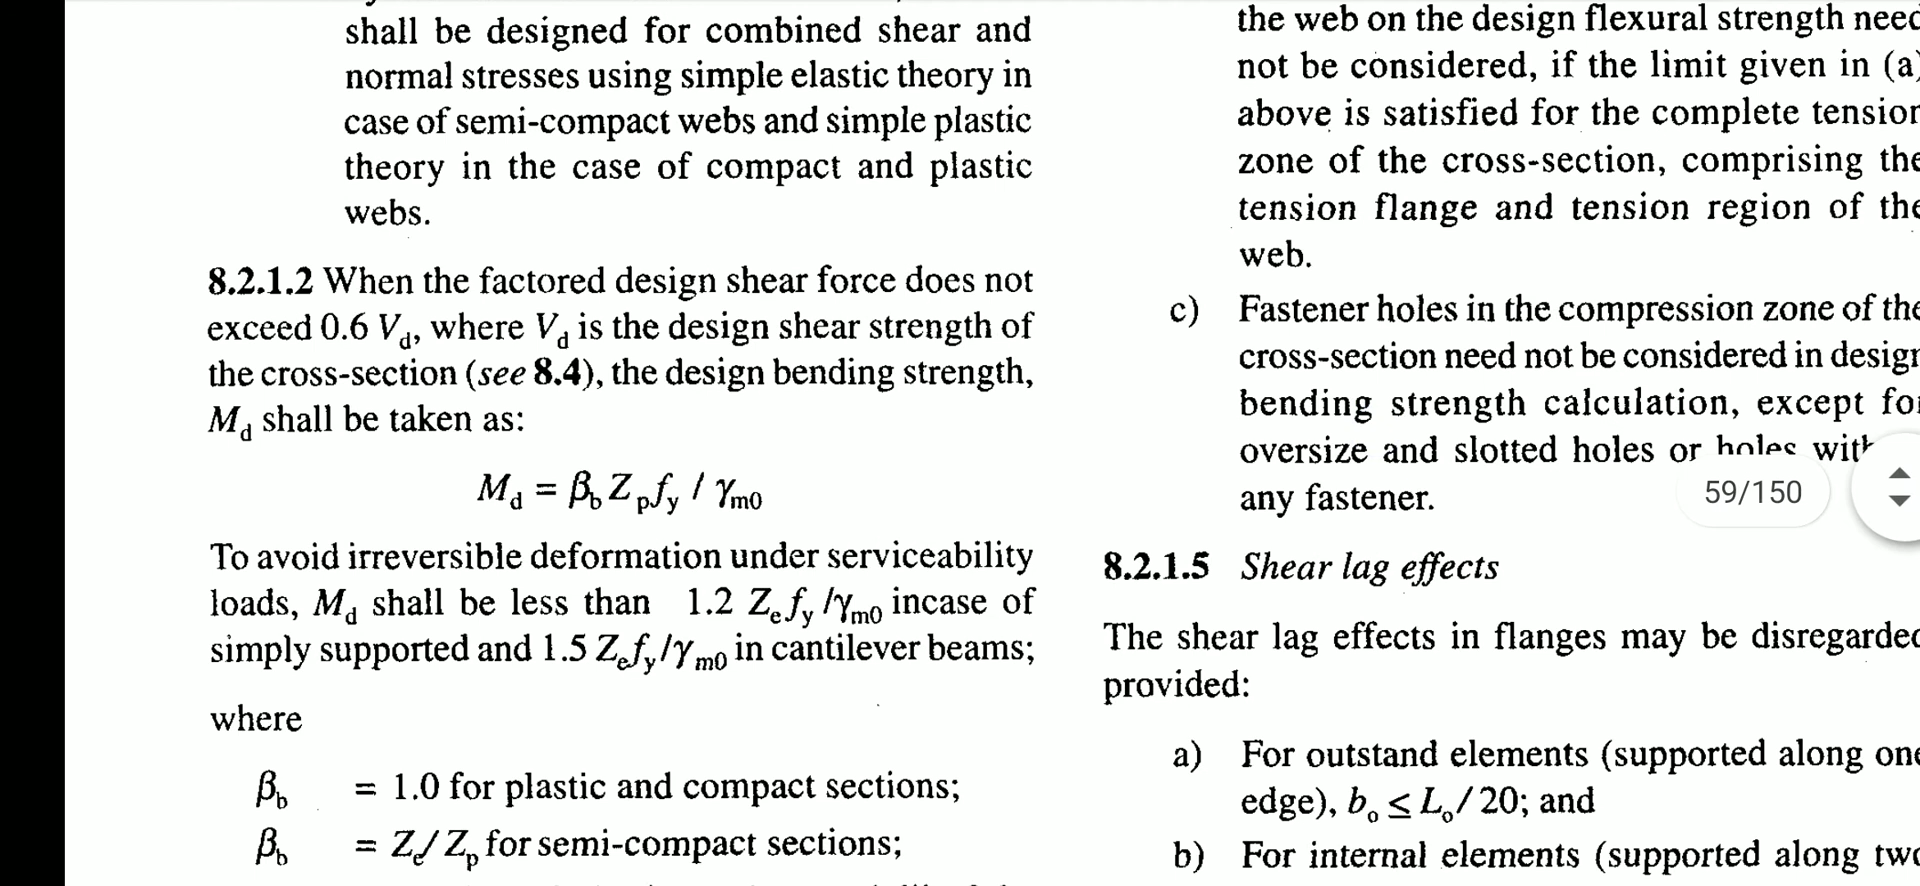 shall be designed for combined shear and
normal stresses using simple elastic theory in
case of semi-compact webs and simple plastic
theory in the case of compact and plastic
webs.
8.2.1.2 When the factored design shear force does not
exceed 0.6 Vd, where Vd is the design shear strength of
the cross-section (see 8.4), the design bending strength,
Md shall be taken as:
Md = βb Zp fy / γm0
To avoid irreversible deformation under serviceability
loads, Md shall be less than 1.2 Ze fy /γm0 incase of
simply supported and 1.5 Ze fy/γm0 in cantilever beams;
where
βb = 1.0 for plastic and compact sections;
βb = Ze/ Zp for semi-compact sections;
the web on the design flexural strength need
not be considered, if the limit given in (a)
above is satisfied for the complete tension
zone of the cross-section, comprising the
tension flange and tension region of the
web.
c) Fastener holes in the compression zone of the
cross-section need not be considered in design
bending strength calculation, except for
oversize and slotted holes or holes with
any fastener.
59/150
8.2.1.5 Shear lag effects
The shear lag effects in flanges may be disregarded
provided:
a) For outstand elements (supported along one
edge), bo ≤ Lo / 20; and
b) For internal elements (supported along two